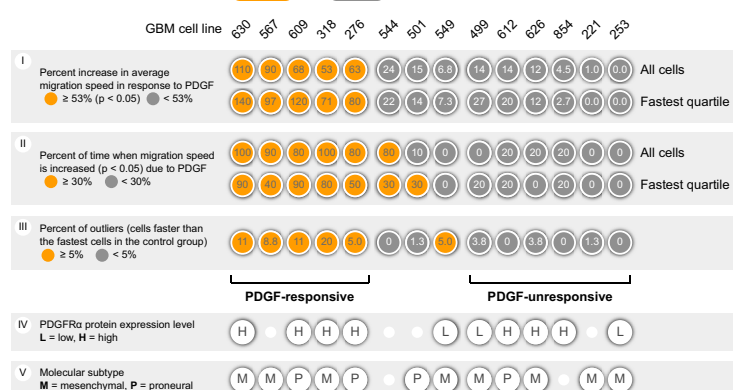 GBM cell line 630 567 609 318 276 544 501 549 499 612 626 854 221 253
I
Percent increase in average
migration speed in response to PDGF
≥ 53% (p < 0.05) < 53%
110 90 68 53 63 24 15 6.8 14 14 12 4.5 1.0 0.0 All cells
140 97 120 71 80 22 14 7.3 27 20 12 2.7 0.0 0.0 Fastest quartile
II
Percent of time when migration speed
is increased (p < 0.05) due to PDGF
≥ 30% < 30%
100 90 80 100 80 80 10 0 0 20 20 20 0 0 All cells
90 40 90 80 50 30 30 0 20 20 0 0 0 0 Fastest quartile
III
Percent of outliers (cells faster than
the fastest cells in the control group)
≥ 5% < 5%
11 8.8 11 20 5.0 0 1.3 5.0 3.8 0 3.8 0 1.3 0
PDGF-responsive PDGF-unresponsive
IV
PDGFRα protein expression level
L = low, H = high
H H H H L L H H H L
V
Molecular subtype
M = mesenchymal, P = proneural
M M P M P P M M P M M M